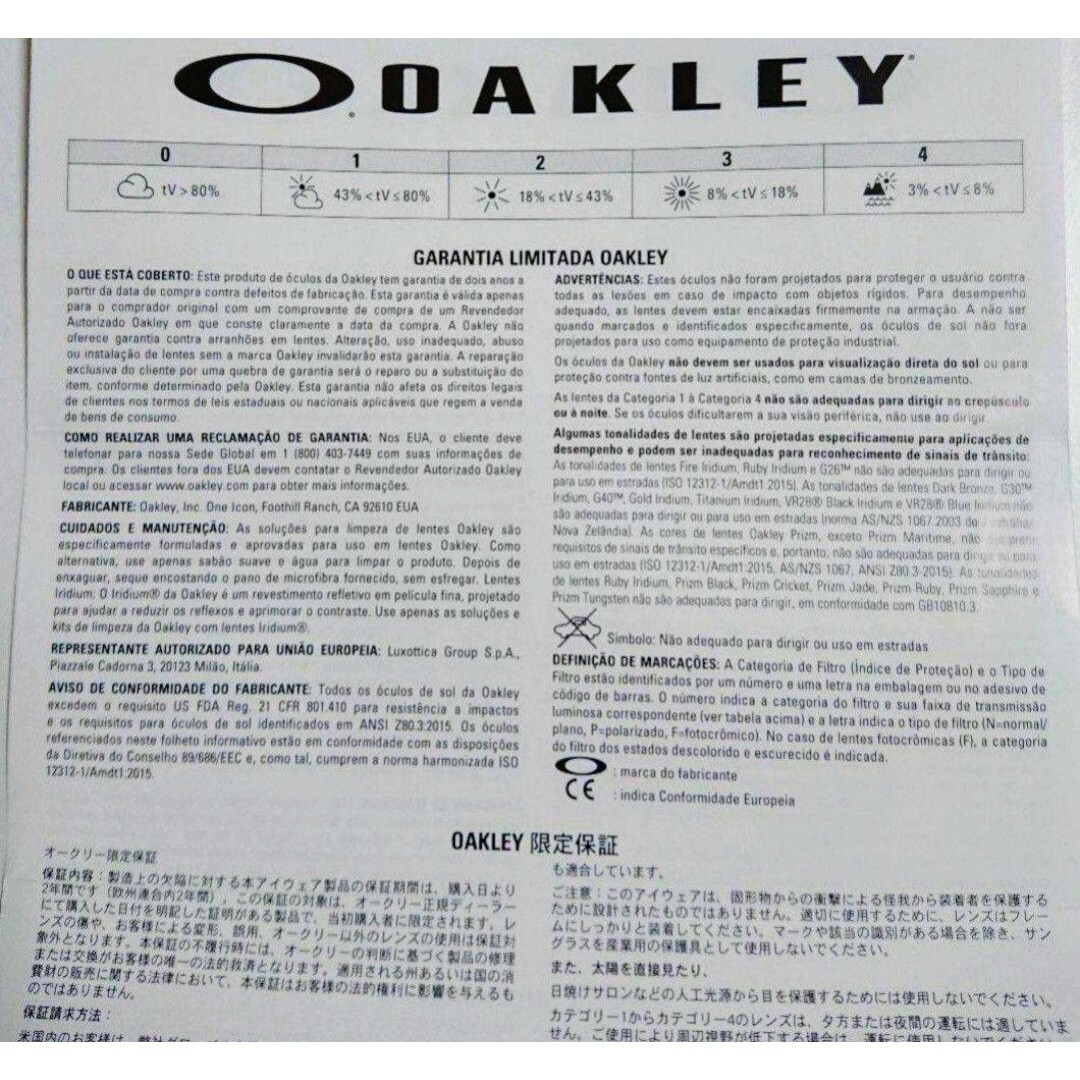 OAKLEY
0 1 2 3 4
tV > 80% 43% < tV ≤ 80% 18% < tV ≤ 43% 8% < tV ≤ 18% 3% < tV ≤ 8%
GARANTIA LIMITADA OAKLEY
O QUE ESTÁ COBERTO: Este produto de óculos da Oakley tem garantia de dois anos a
partir da data de compra contra defeitos de fabricação. Esta garantia é válida apenas
para o comprador original com um comprovante de compra de um Revendedor
Autorizado Oakley em que conste claramente a data da compra. A Oakley não
oferece garantia contra arranhões em lentes. Alteração, uso inadequado, abuso
ou instalação de lentes sem a marca Oakley invalidarão esta garantia. A reparação
exclusiva do cliente por uma quebra de garantia será o reparo ou a substituição do
item, conforme determinado pela Oakley. Esta garantia não afeta os direitos legais
de clientes nos termos de leis estaduais ou nacionais aplicáveis que regem a venda
de bens de consumo.
COMO REALIZAR UMA RECLAMAÇÃO DE GARANTIA: Nos EUA, o cliente deve
telefonar para nossa Sede Global em 1 (800) 403-7449 com suas informações de
compra. Os clientes fora dos EUA devem contatar o Revendedor Autorizado Oakley
local ou acessar www.oakley.com para obter mais informações.
FABRICANTE: Oakley, Inc. One Icon, Foothill Ranch, CA 92610 EUA
CUIDADOS E MANUTENÇÃO: As soluções para limpeza de lentes Oakley são
especificamente formuladas e aprovadas para uso em lentes Oakley. Como
alternativa, use apenas sabão suave e água para limpar o produto. Depois de
enxaguar, seque encostando o pano de microfibra fornecido, sem esfregar. Lentes
Iridium: O Iridium® da Oakley é um revestimento refletivo em película fina, projetado
para ajudar a reduzir os reflexos e aprimorar o contraste. Use apenas as soluções e
kits de limpeza da Oakley com lentes Iridium®.
REPRESENTANTE AUTORIZADO PARA UNIÃO EUROPEIA: Luxottica Group S.p.A.,
Piazzale Cadorna 3, 20123 Milão, Itália.
AVISO DE CONFORMIDADE DO FABRICANTE: Todos os óculos de sol da Oakley
excedem o requisito US FDA Reg. 21 CFR 801.410 para resistência a impactos
e os requisitos para óculos de sol identificados em ANSI Z80.3:2015. Os óculos
referenciados neste folheto informativo estão em conformidade com as disposições
da Diretiva do Conselho 89/686/EEC e, como tal, cumprem a norma harmonizada ISO
12312-1/Amdt1:2015.
ADVERTÊNCIAS: Estes óculos não foram projetados para proteger o usuário contra
todas as lesões em caso de impacto com objetos rígidos. Para desempenho
adequado, as lentes devem estar encaixadas firmemente na armação. A não ser
quando marcados e identificados especificamente, os óculos de sol não fora
projetados para uso como equipamento de proteção industrial.
Os óculos da Oakley não devem ser usados para visualização direta do sol ou para
proteção contra fontes de luz artificiais, como em camas de bronzeamento.
As lentes da Categoria 1 à Categoria 4 não são adequadas para dirigir ao crepúsculo
ou à noite. Se os óculos dificultarem a sua visão periférica, não use ao dirigir.
Algumas tonalidades de lentes são projetadas especificamente para aplicações de
desempenho e podem ser inadequadas para reconhecimento de sinais de trânsito:
As tonalidades de lentes Fire Iridium, Ruby Iridium e G26™ não são adequadas para dirigir ou
para uso em estradas (ISO 12312-1/Amdt1:2015). As tonalidades de lentes Dark Bronze, G30™
Iridium, G40™, Gold Iridium, Titanium Iridium, VR28® Black Iridium e VR28® Blue Iridium não
são adequadas para dirigir ou para uso em estradas (norma AS/NZS 1067.2003 de
Nova Zelândia). As cores de lentes Oakley Prizm, exceto Prizm Maritime, não
requisitos de sinais de trânsito específicos e, portanto, não são adequadas para dirigir ou para
uso em estradas (ISO 12312-1/Amdt1:2015, AS/NZS 1067, ANSI Z80.3-2015). As tonalidades
de lentes Ruby Iridium, Prizm Black, Prizm Cricket, Prizm Jade, Prizm Ruby, Prizm Sapphire e
Prizm Tungsten não são adequadas para dirigir, em conformidade com GB10810.3.
Símbolo: Não adequado para dirigir ou uso em estradas
DEFINIÇÃO DE MARCAÇÕES: A Categoria de Filtro (Índice de Proteção) e o Tipo de
Filtro estão identificados por um número e uma letra na embalagem ou no adesivo de
código de barras. O número indica a categoria do filtro e sua faixa de transmissão
luminosa correspondente (ver tabela acima) e a letra indica o tipo de filtro (N=normal/
plano, P=polarizado, F=fotocrômico). No caso de lentes fotocrômicas (F), a categoria
do filtro dos estados descolorido e escurecido é indicada.
: marca do fabricante
CE : indica Conformidade Europeia
OAKLEY 限定保証
オークリー限定保証
保証内容：製造上の欠陥に対する本アイウェア製品の保証期間は、購入日より
2年間です（欧州連合内2年間）。この保証の対象は、オークリー正規ディーラー
にて購入した日付を明記した証明がある製品で、当初購入者に限定されます。レ
ンズの傷や、お客様による変形、誤用、オークリー以外のレンズの使用は保証対
象外となります。本保証の不履行時には、オークリーの判断に基づく製品の修理
または交換がお客様の唯一の法的救済となります。適用される州あるいは国の消
費財の販売に関する法律において、本保証はお客様の法的権利に影響を与えるも
のではありません。
保証請求方法：
米国内のお客様は、弊社グロ
も適合しています。
ご注意：このアイウェアは、固形物からの衝撃による怪我から装着者を保護する
ために設計されたものではありません。適切に使用するために、レンズはフレー
ムにしっかりと装着してください。マークや該当の識別がある場合を除き、サン
グラスを産業用の保護具として使用しないでください。
また、太陽を直接見たり、
日焼けサロンなどの人工光源から目を保護するためには使用しないでください。
カテゴリー1からカテゴリー4のレンズは、夕方または夜間の運転には適していま
せん。ご使用により周辺視野が低下する場合は、運転に使用しないでください